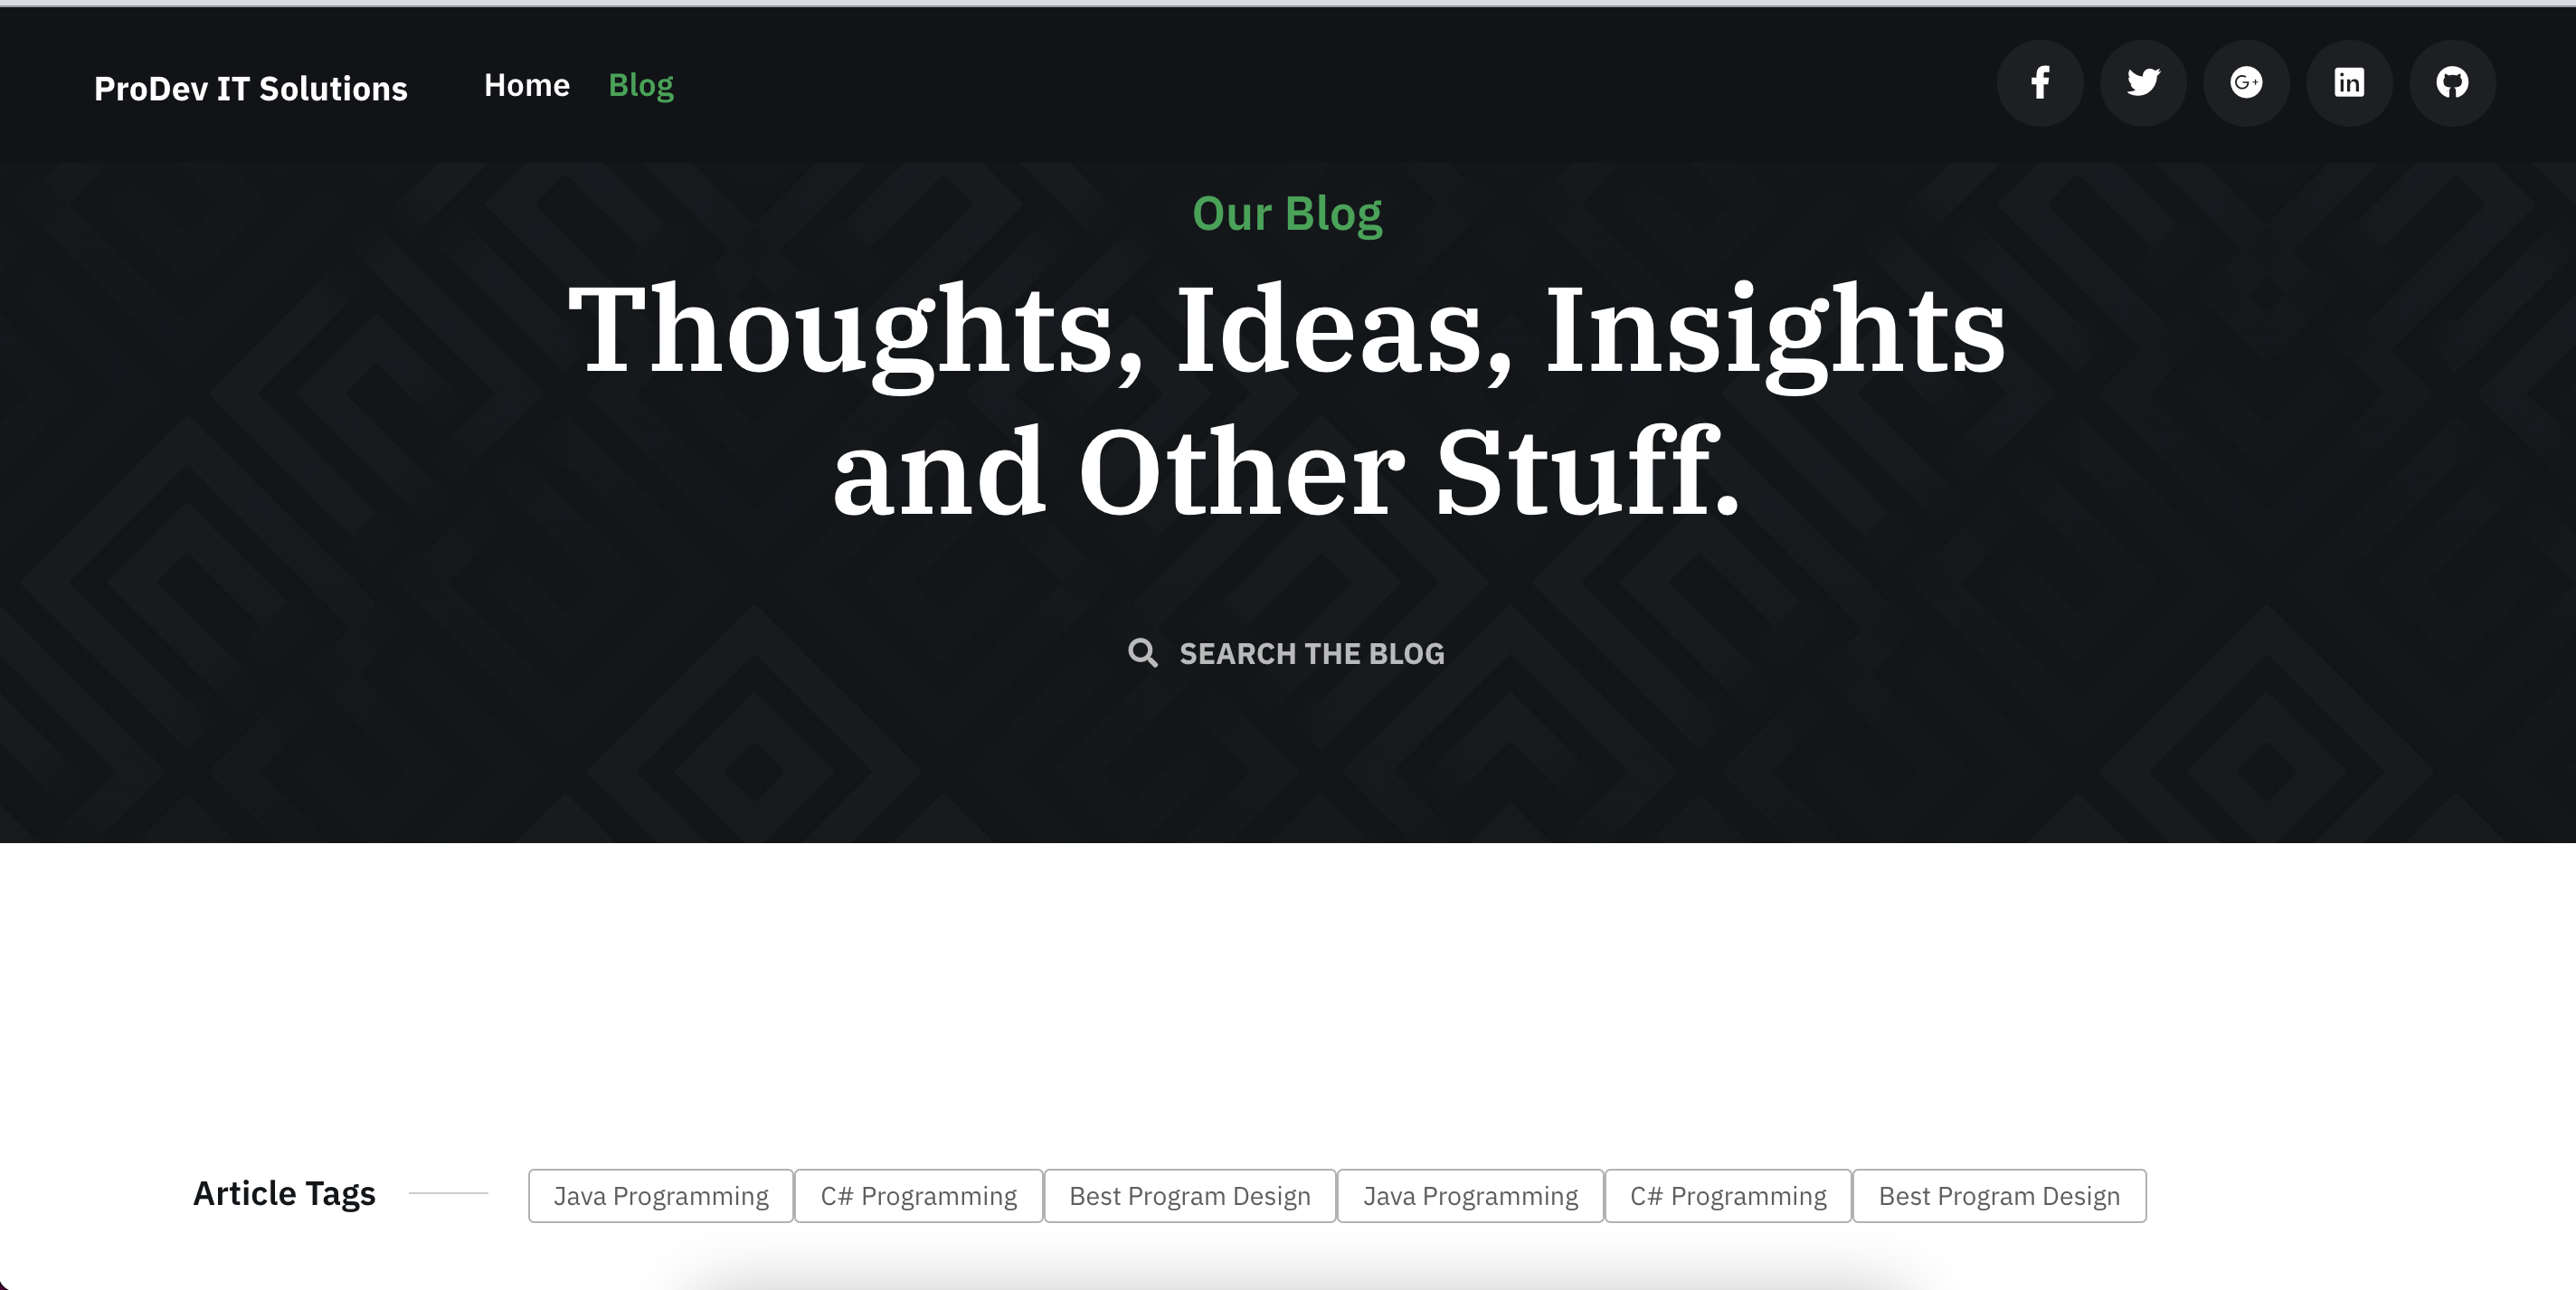 ProDev IT Solutions Home Blog
Our Blog
Thoughts, Ideas, Insights
and Other Stuff.
SEARCH THE BLOG
Article Tags Java Programming C# Programming Best Program Design Java Programming C# Programming Best Program Design